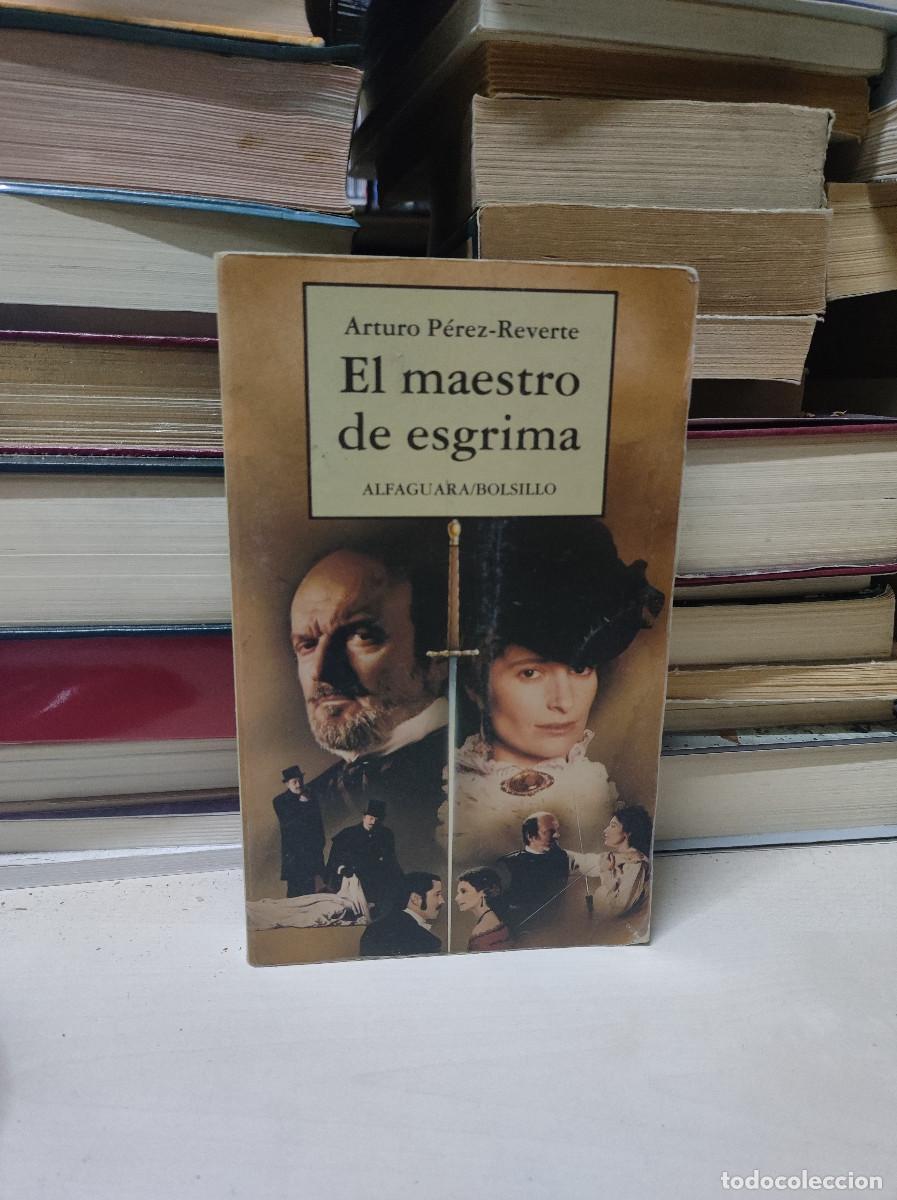 Arturo Pérez-Reverte
El maestro
de esgrima
ALFAGUARA/BOLSILLO
todocoleccion